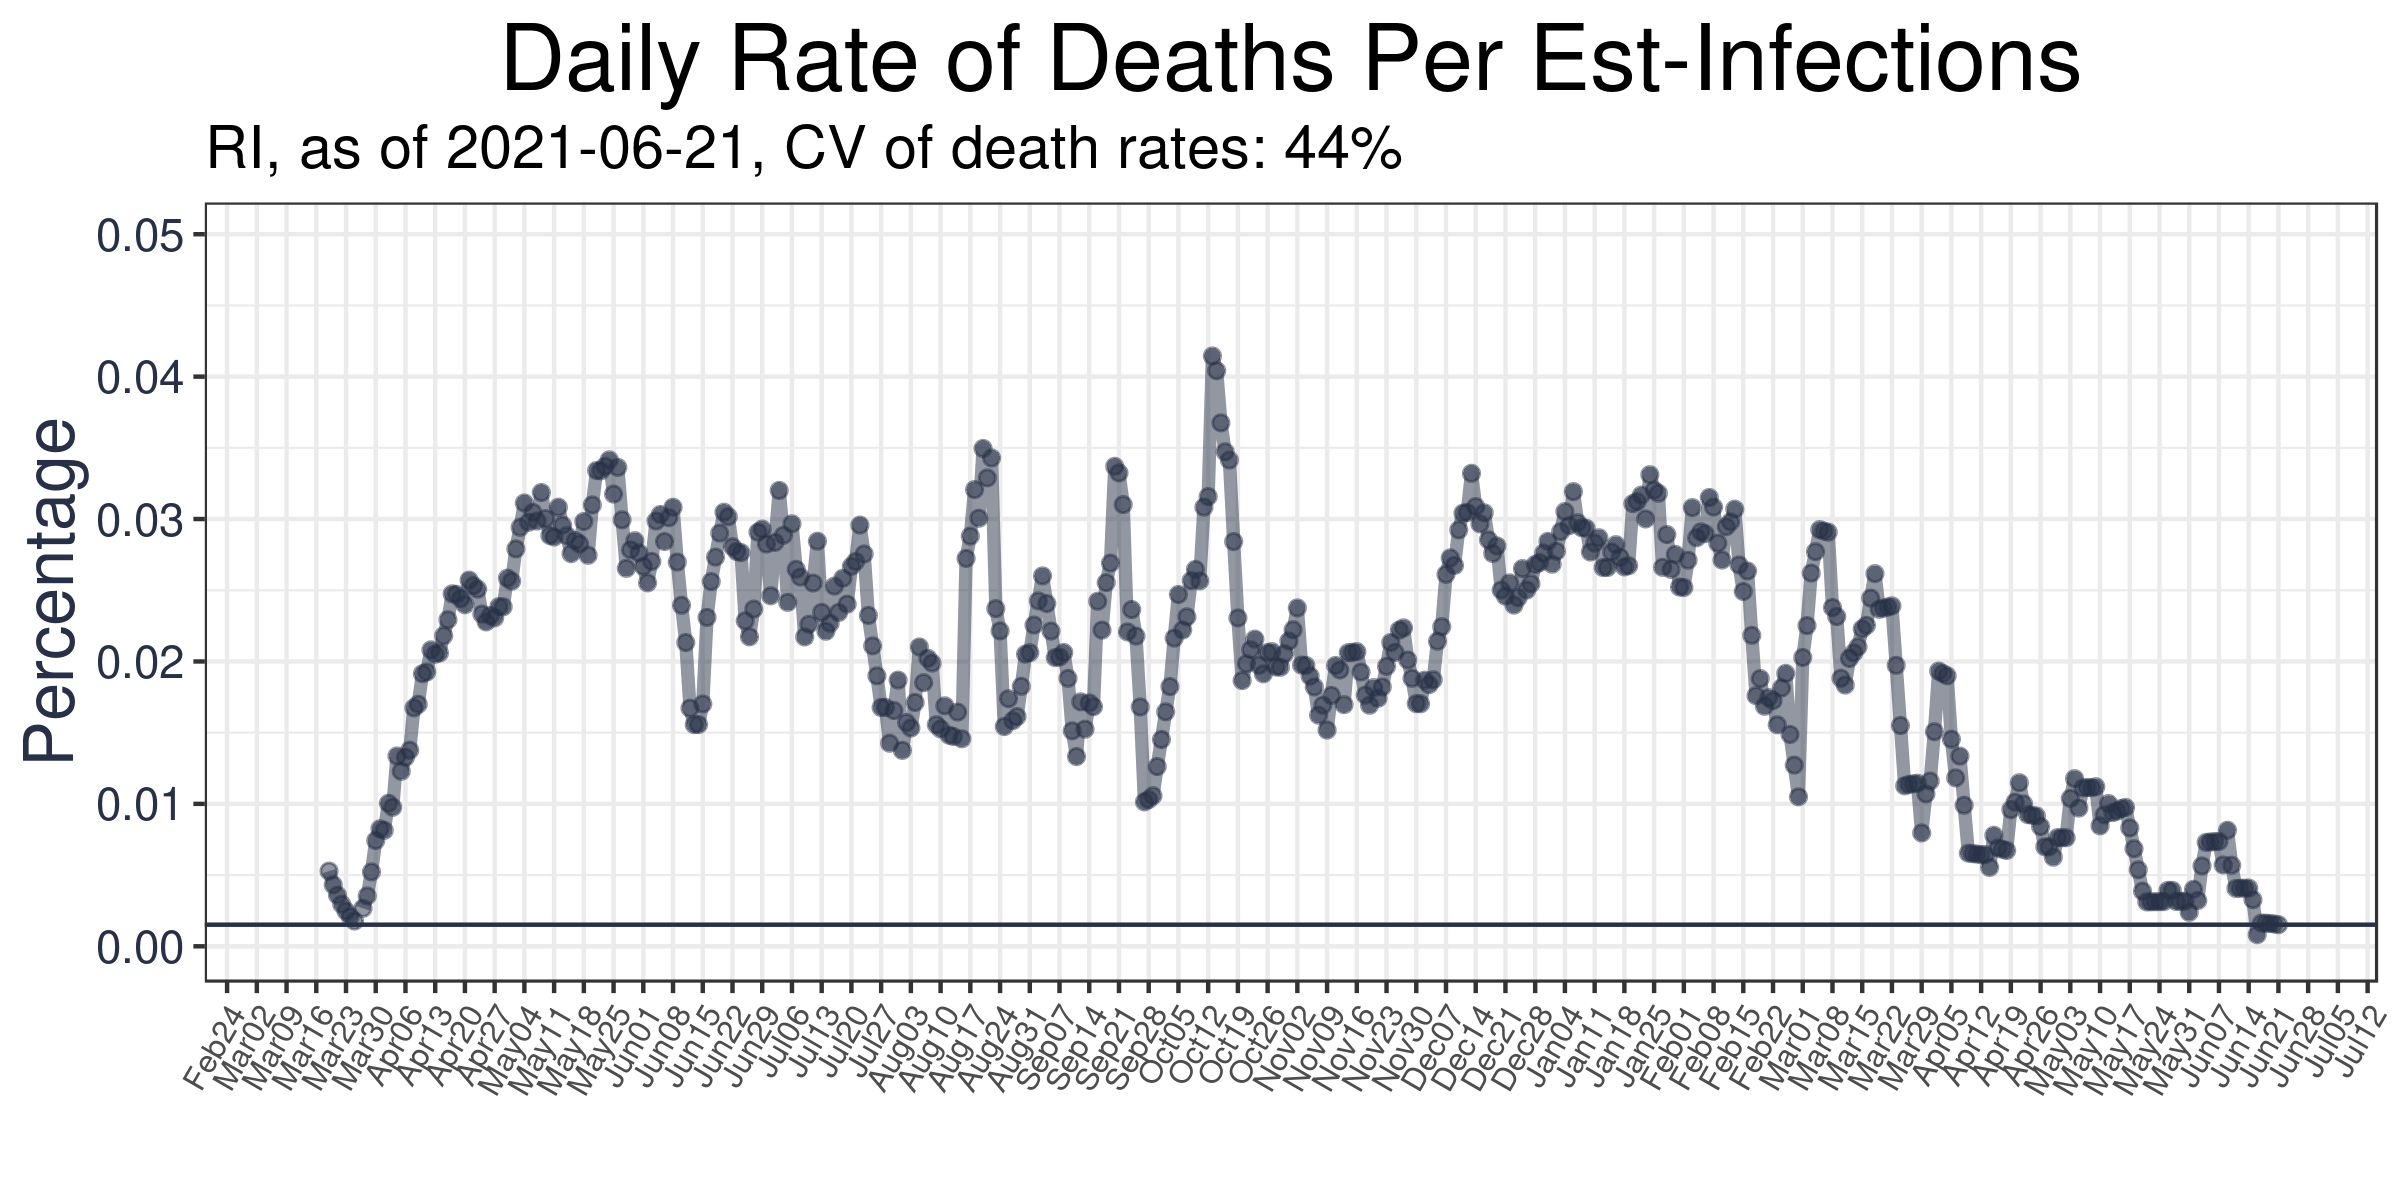 Daily Rate of Deaths Per Est-Infections
RI, as of 2021-06-21, CV of death rates: 44%
Percentage
0.05
0.04
0.03
0.02
0.01
0.00
Feb24
Mar02
Mar09
Mar16
Mar23
Mar30
Apr06
Apr13
Apr20
Apr27
May04
May11
May18
May25
Jun01
Jun08
Jun15
Jun22
Jun29
Jul06
Jul13
Jul20
Jul27
Aug03
Aug10
Aug17
Aug24
Aug31
Sep07
Sep14
Sep21
Sep28
Oct05
Oct12
Oct19
Oct26
Nov02
Nov09
Nov16
Nov23
Nov30
Dec07
Dec14
Dec21
Dec28
Dec04
Jan11
Jan18
Jan25
Feb01
Feb08
Feb15
Feb22
Mar01
Mar08
Mar15
Mar22
Mar29
Apr05
Apr12
Apr19
Apr26
May03
May10
May17
May24
May31
May07
Jun14
Jun21
Jun28
Jul05
Jul12